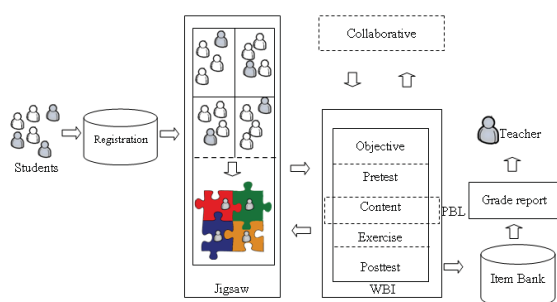 Students
Registration
Jigsaw
Collaborative
Objective
Pretest
Content
Exercise
Posttest
WBI
PBL
Teacher
Grade report
Item Bank